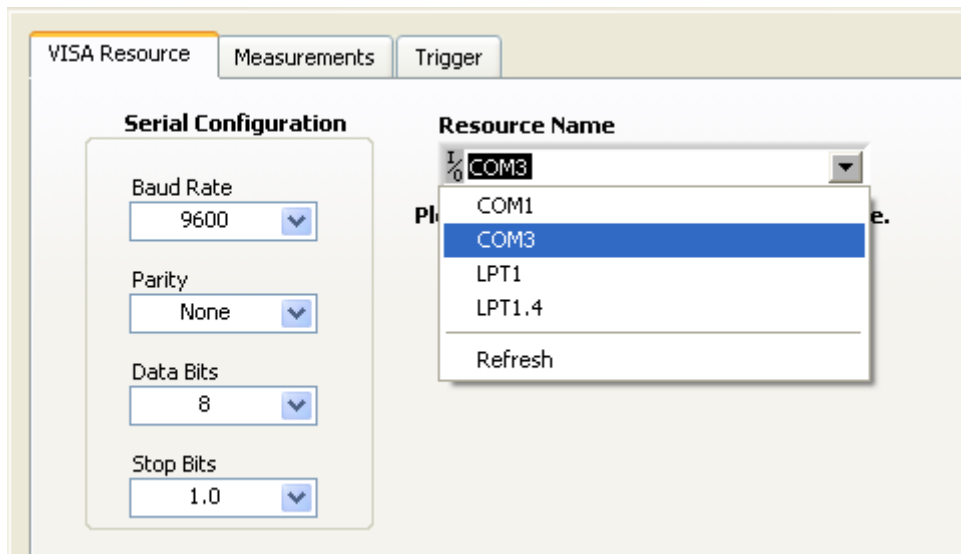 VISA Resource
Measurements
Trigger
Serial Configuration
Baud Rate
9600
Parity
None
Data Bits
8
Stop Bits
1.0
Resource Name
I/O COM3
COM1
COM3
LPT1
LPT1.4
Refresh